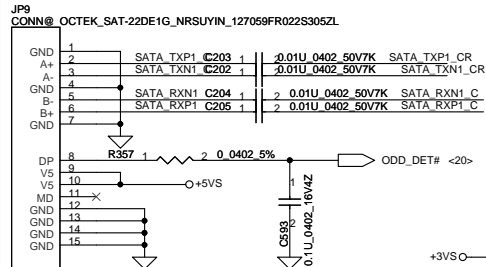 JP9
CONN@_OCTEK_SAT-22DE1G_NRSUYIN_127059FR022S305ZL
GND 1
A+ 2 SATA_TXP1_C C203 1 2 0.01U_0402_50V7K SATA_TXP1_CR
A- 3 SATA_TXN1_C C202 1 2 0.01U_0402_50V7K SATA_TXN1_CR
GND 4
B- 5 SATA_RXN1 C204 1 2 0.01U_0402_50V7K SATA_RXN1_C
B+ 6 SATA_RXP1 C205 1 2 0.01U_0402_50V7K SATA_RXP1_C
GND 7
DP 8 R357 1 2 0_0402_5% ODD_DET# <20>
V5 9
V5 10 +5VS
MD 11
GND 12
GND 13
GND 14
GND 15
1
C593
2
0.1U_0402_16V4Z
+3VS